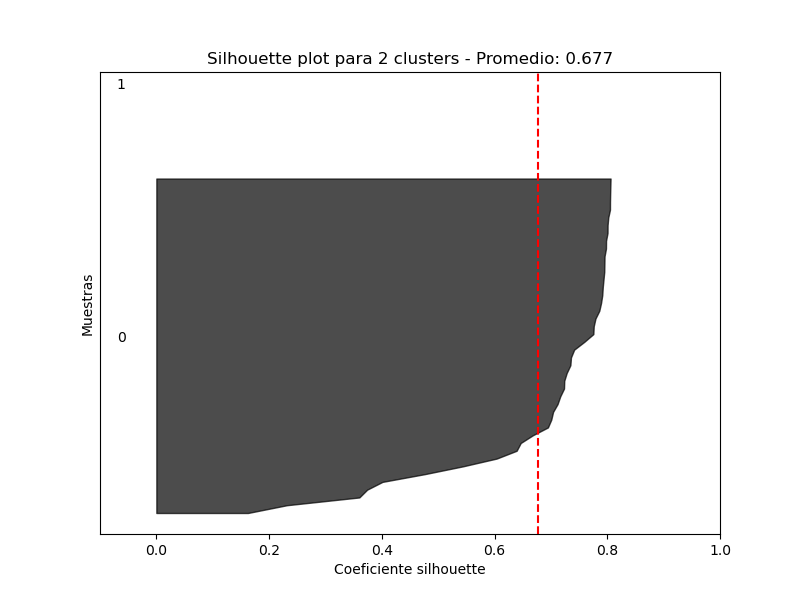 Silhouette plot para 2 clusters - Promedio: 0.677
1
0
Muestras
0.0 0.2 0.4 0.6 0.8 1.0
Coeficiente silhouette